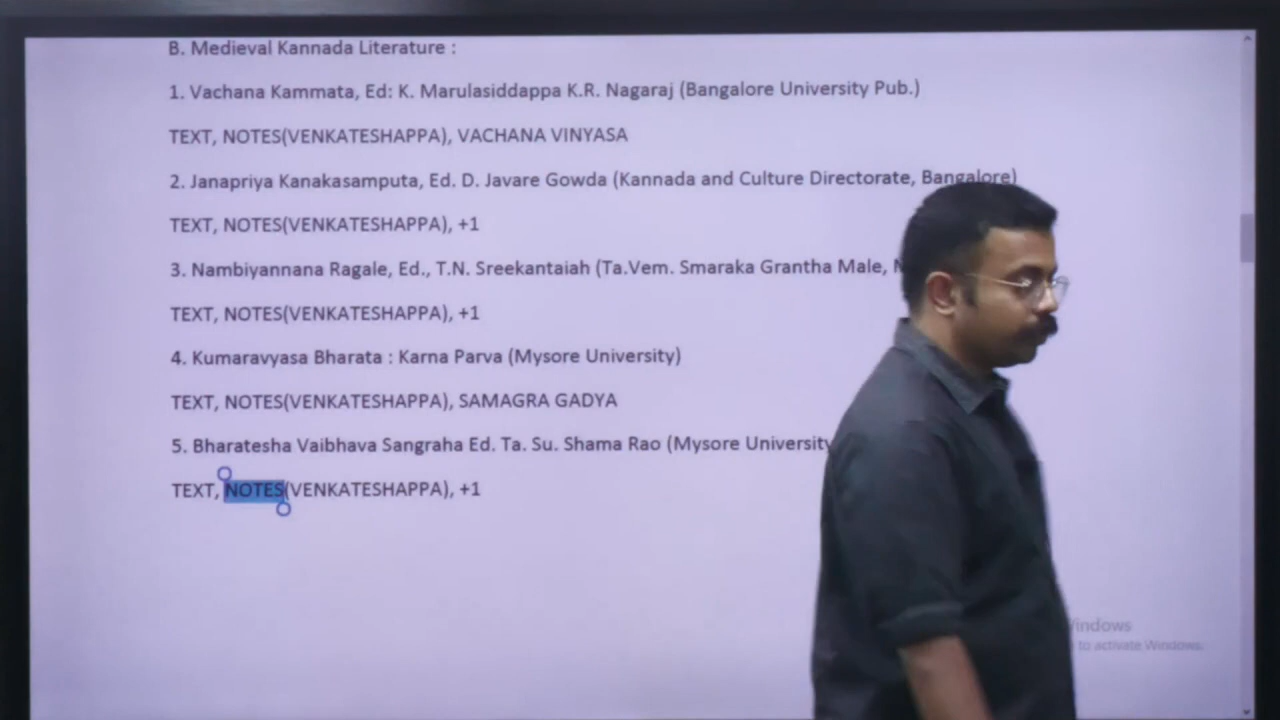 B. Medieval Kannada Literature :
1. Vachana Kammata, Ed: K. Marulasiddappa K.R. Nagaraj (Bangalore University Pub.)
TEXT, NOTES(VENKATESHAPPA), VACHANA VINYASA
2. Janapriya Kanakasamputa, Ed. D. Javare Gowda (Kannada and Culture Directorate, Bangalore)
TEXT, NOTES(VENKATESHAPPA), +1
3. Nambiyannana Ragale, Ed., T.N. Sreekantaiah (Ta.Vem. Smaraka Grantha Male,
TEXT, NOTES(VENKATESHAPPA), +1
4. Kumaravyasa Bharata : Karna Parva (Mysore University)
TEXT, NOTES(VENKATESHAPPA), SAMAGRA GADYA
5. Bharatesha Vaibhava Sangraha Ed. Ta. Su. Shama Rao (Mysore University
TEXT, NOTES(VENKATESHAPPA), +1
to activate Windows.